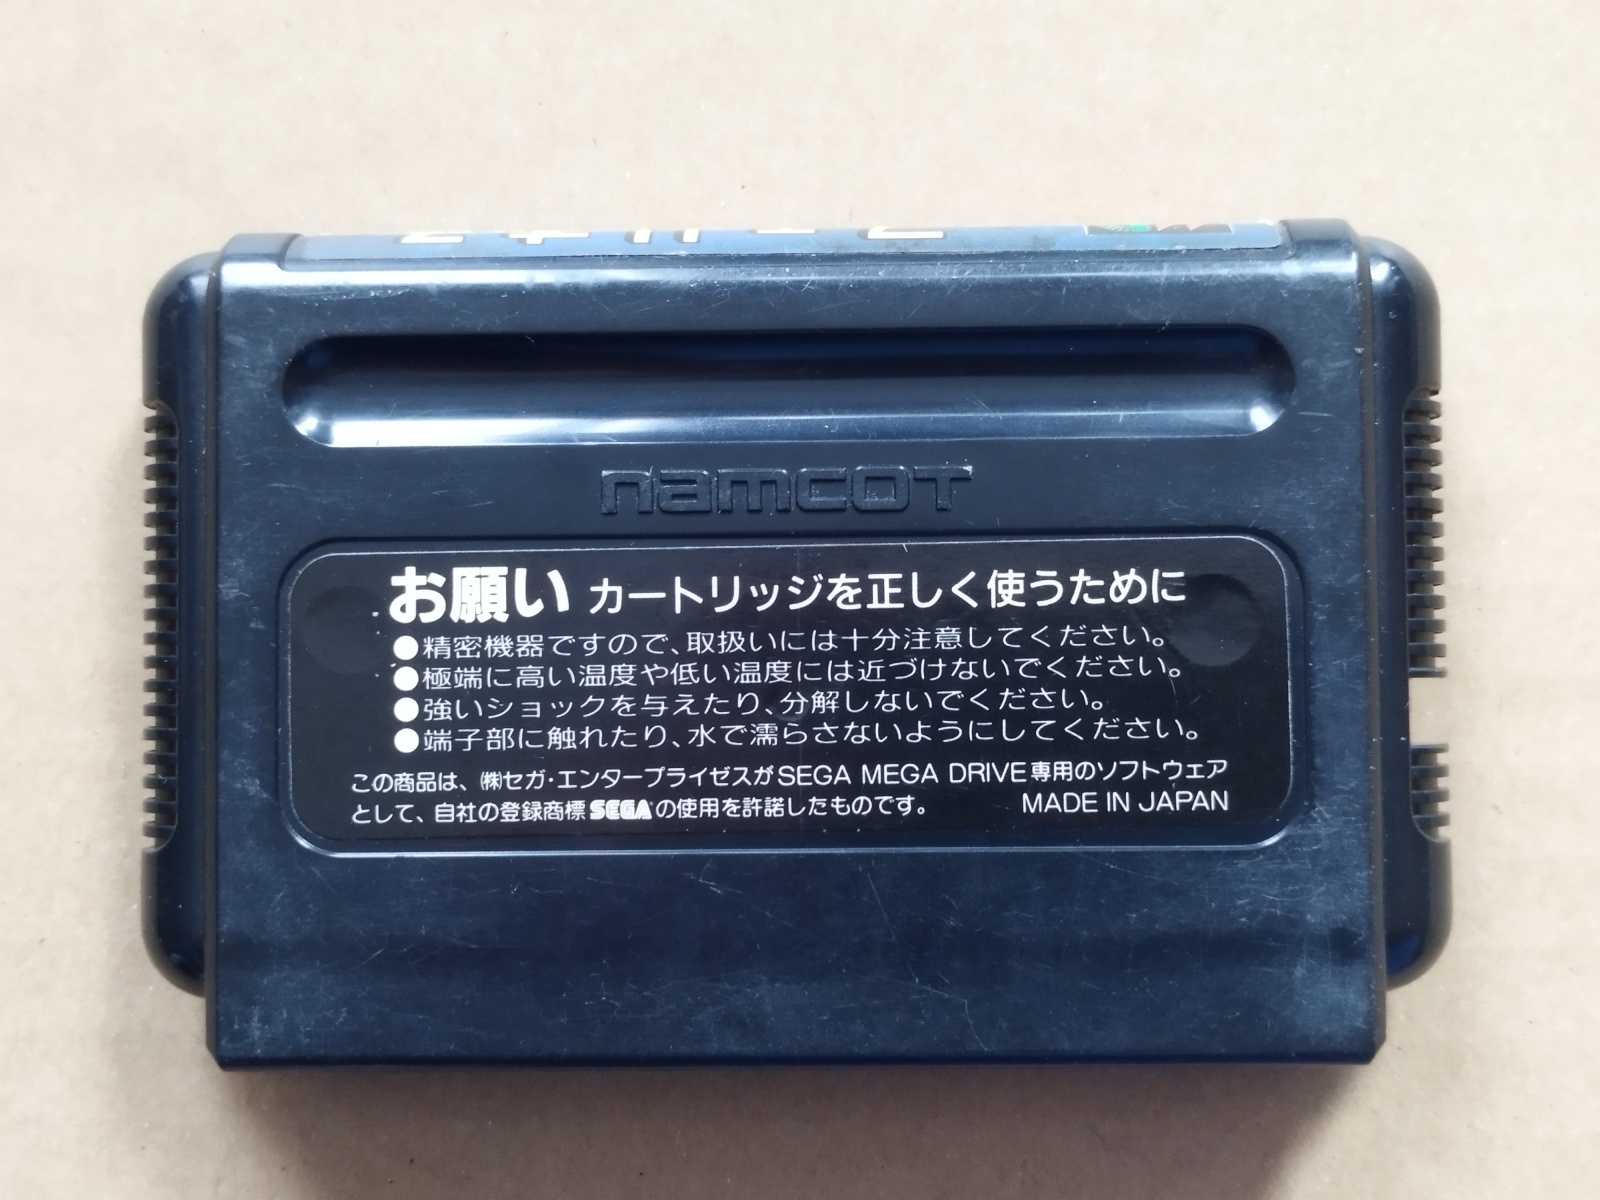 namcot
お願い カートリッジを正しく使うために
●精密機器ですので、取扱いには十分注意してください。
●極端に高い温度や低い温度には近づけないでください。
●強いショックを与えたり、分解しないでください。
●端子部に触れたり、水で濡らさないようにしてください。
この商品は、㈱セガ・エンタープライゼスがSEGA MEGA DRIVE専用のソフトウェア
として、自社の登録商標SEGAの使用を許諾したものです。 MADE IN JAPAN